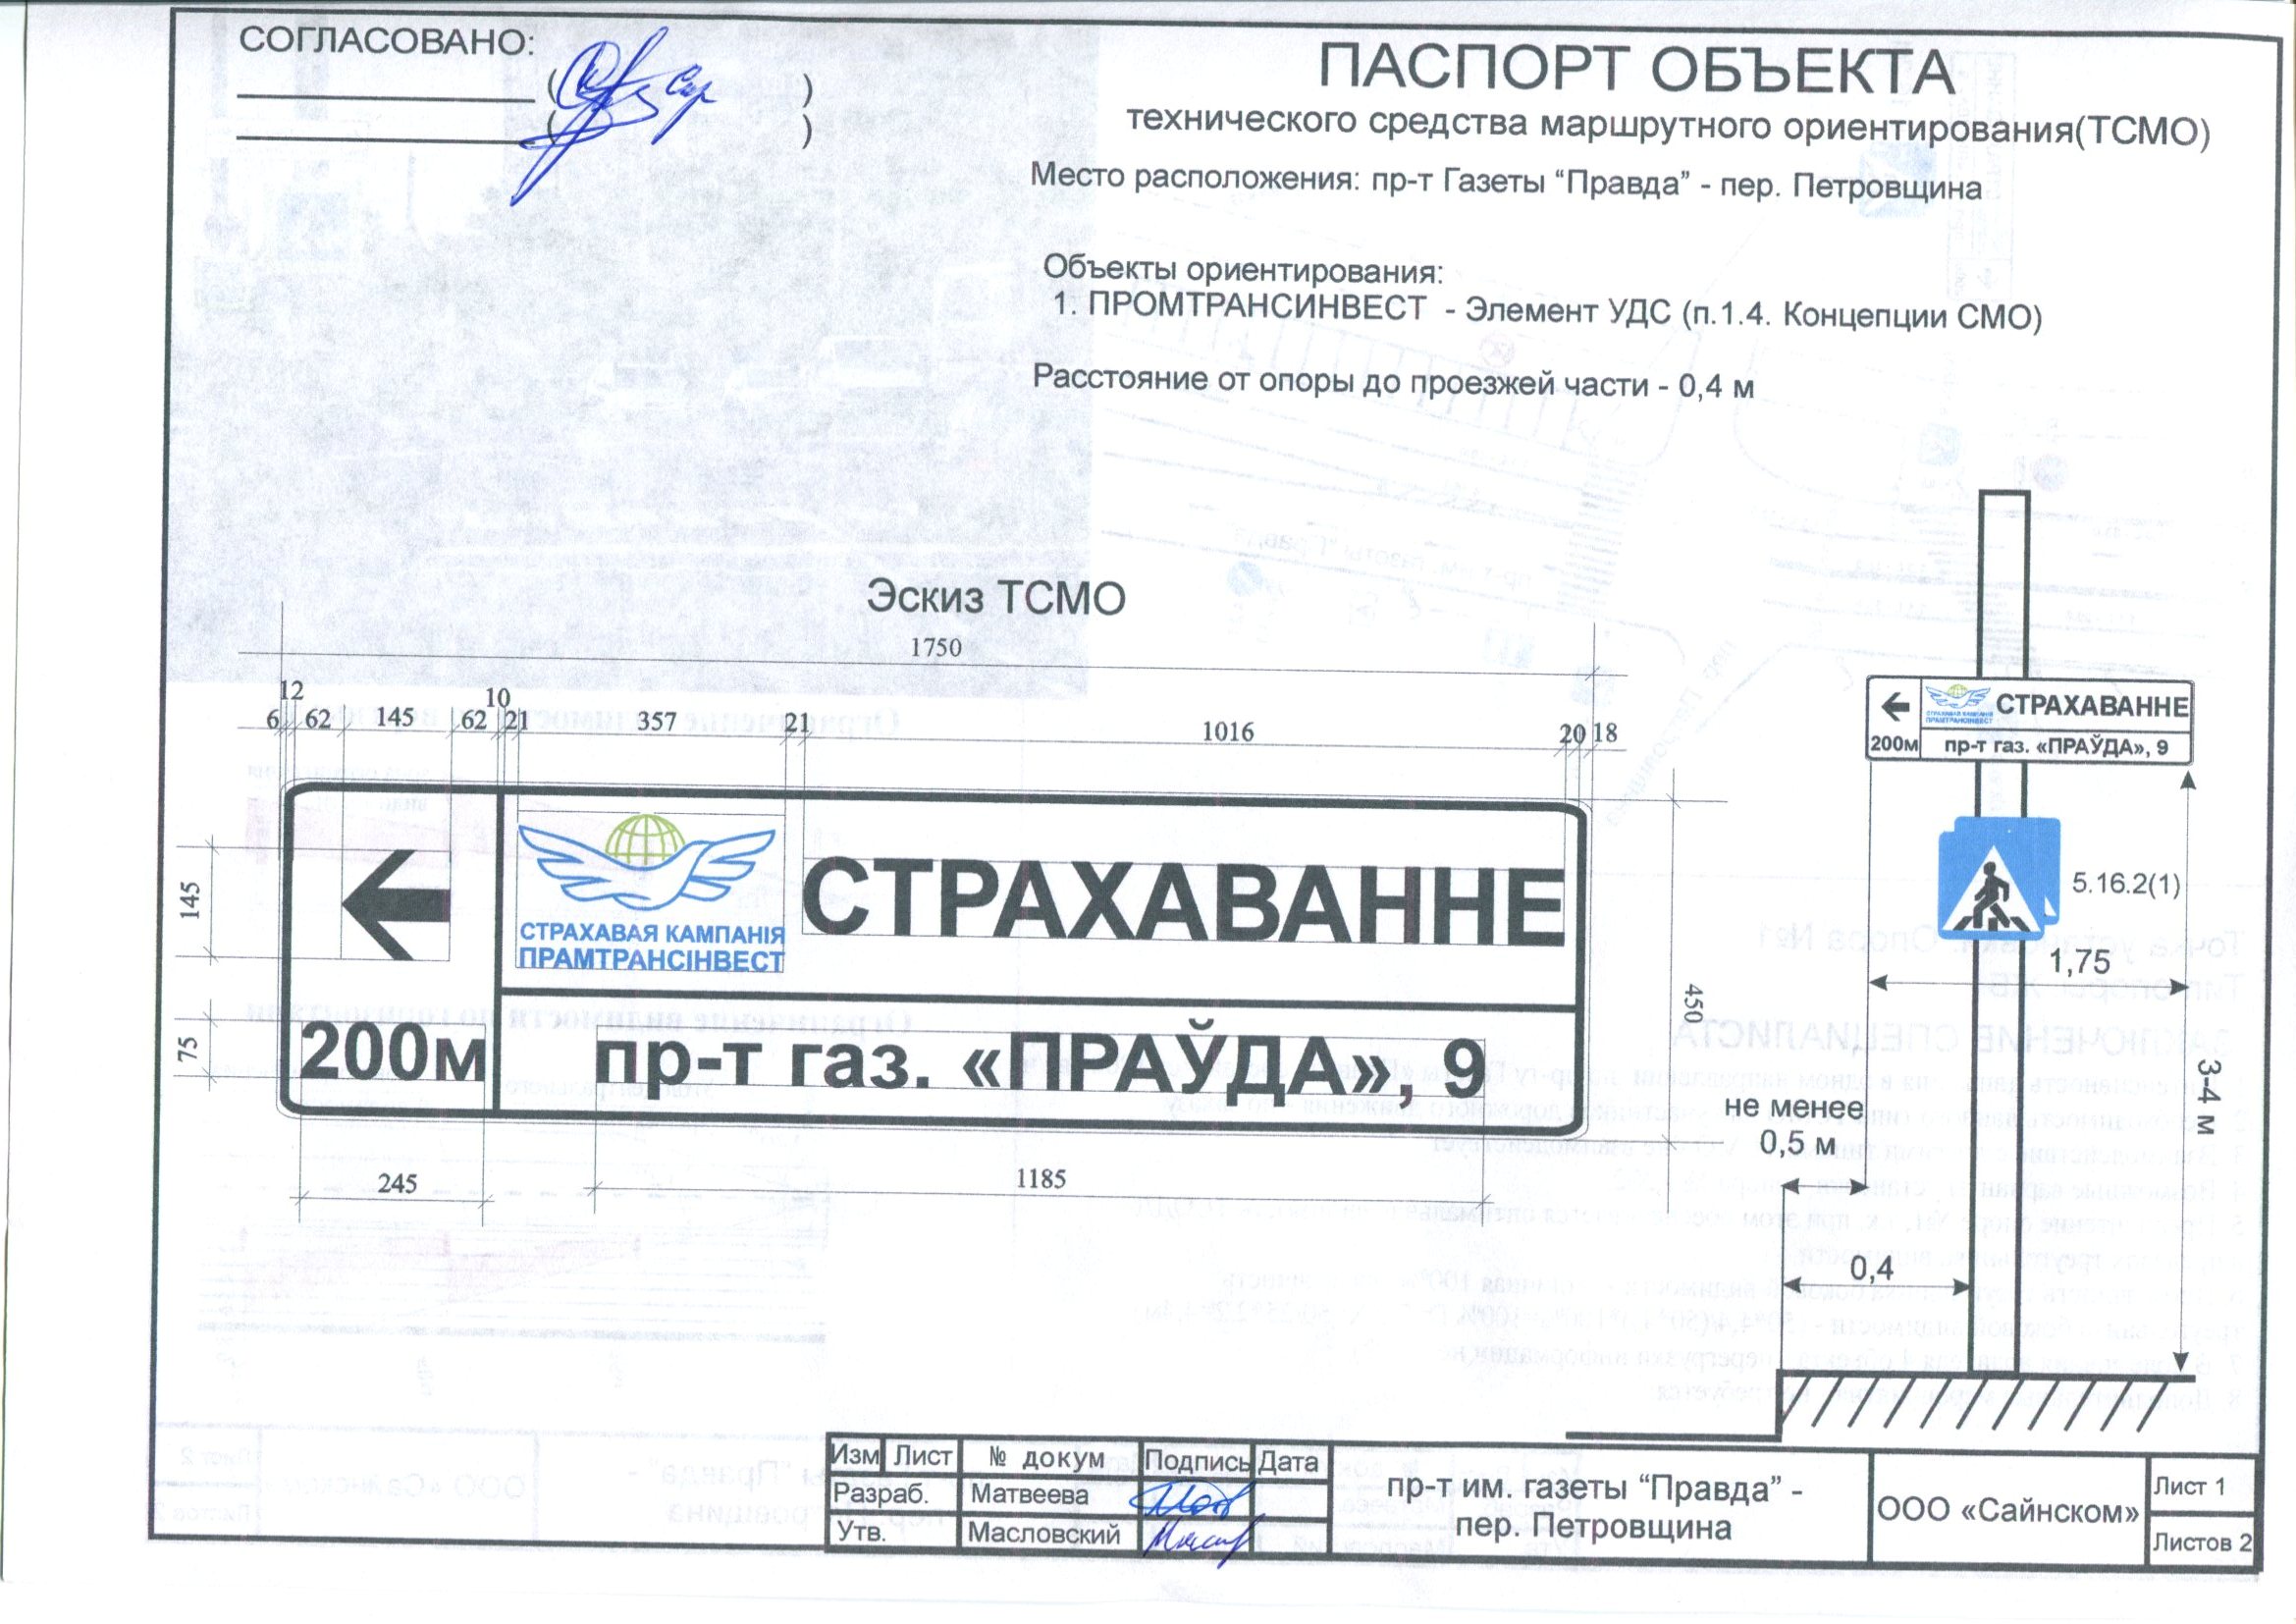 СОГЛАСОВАНО:
ПАСПОРТ ОБЪЕКТА
технического средства маршрутного ориентирования(ТСМО)
Место расположения: пр-т Газеты “Правда” - пер. Петровщина
Объекты ориентирования:
1. ПРОМТРАНСИНВЕСТ - Элемент УДС (п.1.4. Концепции СМО)
Расстояние от опоры до проезжей части - 0,4 м
Эскиз ТСМО
1750
12
10
6 62 145 62 21 357 21 1016 20 18
145
75
СТРАХАВАЯ КАМПАНІЯ
ПРАМТРАНСІНВЕСТ
СТРАХАВАННЕ
200м
пр-т газ. «ПРАЎДА», 9
450
245
1185
СТРАХАВАЯ КАМПАНІЯ
ПРАМТРАНСІНВЕСТ
СТРАХАВАННЕ
200м
пр-т газ. «ПРАЎДА», 9
5.16.2(1)
1,75
3-4 м
не менее
0,5 м
0,4
Изм Лист № докум Подпись Дата
Разраб. Матвеева
Утв. Масловский
пр-т им. газеты “Правда” -
пер. Петровщина
ООО «Сайнском»
Лист 1
Листов 2